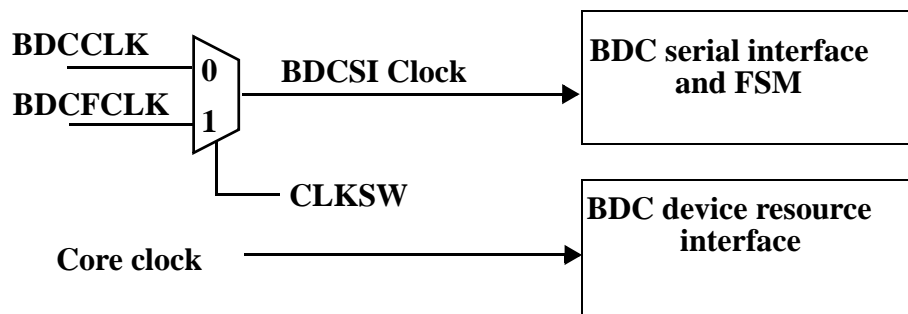 BDCCLK
0
BDCSI Clock
BDC serial interface
and FSM
BDCFCLK
1
CLKSW
BDC device resource
interface
Core clock